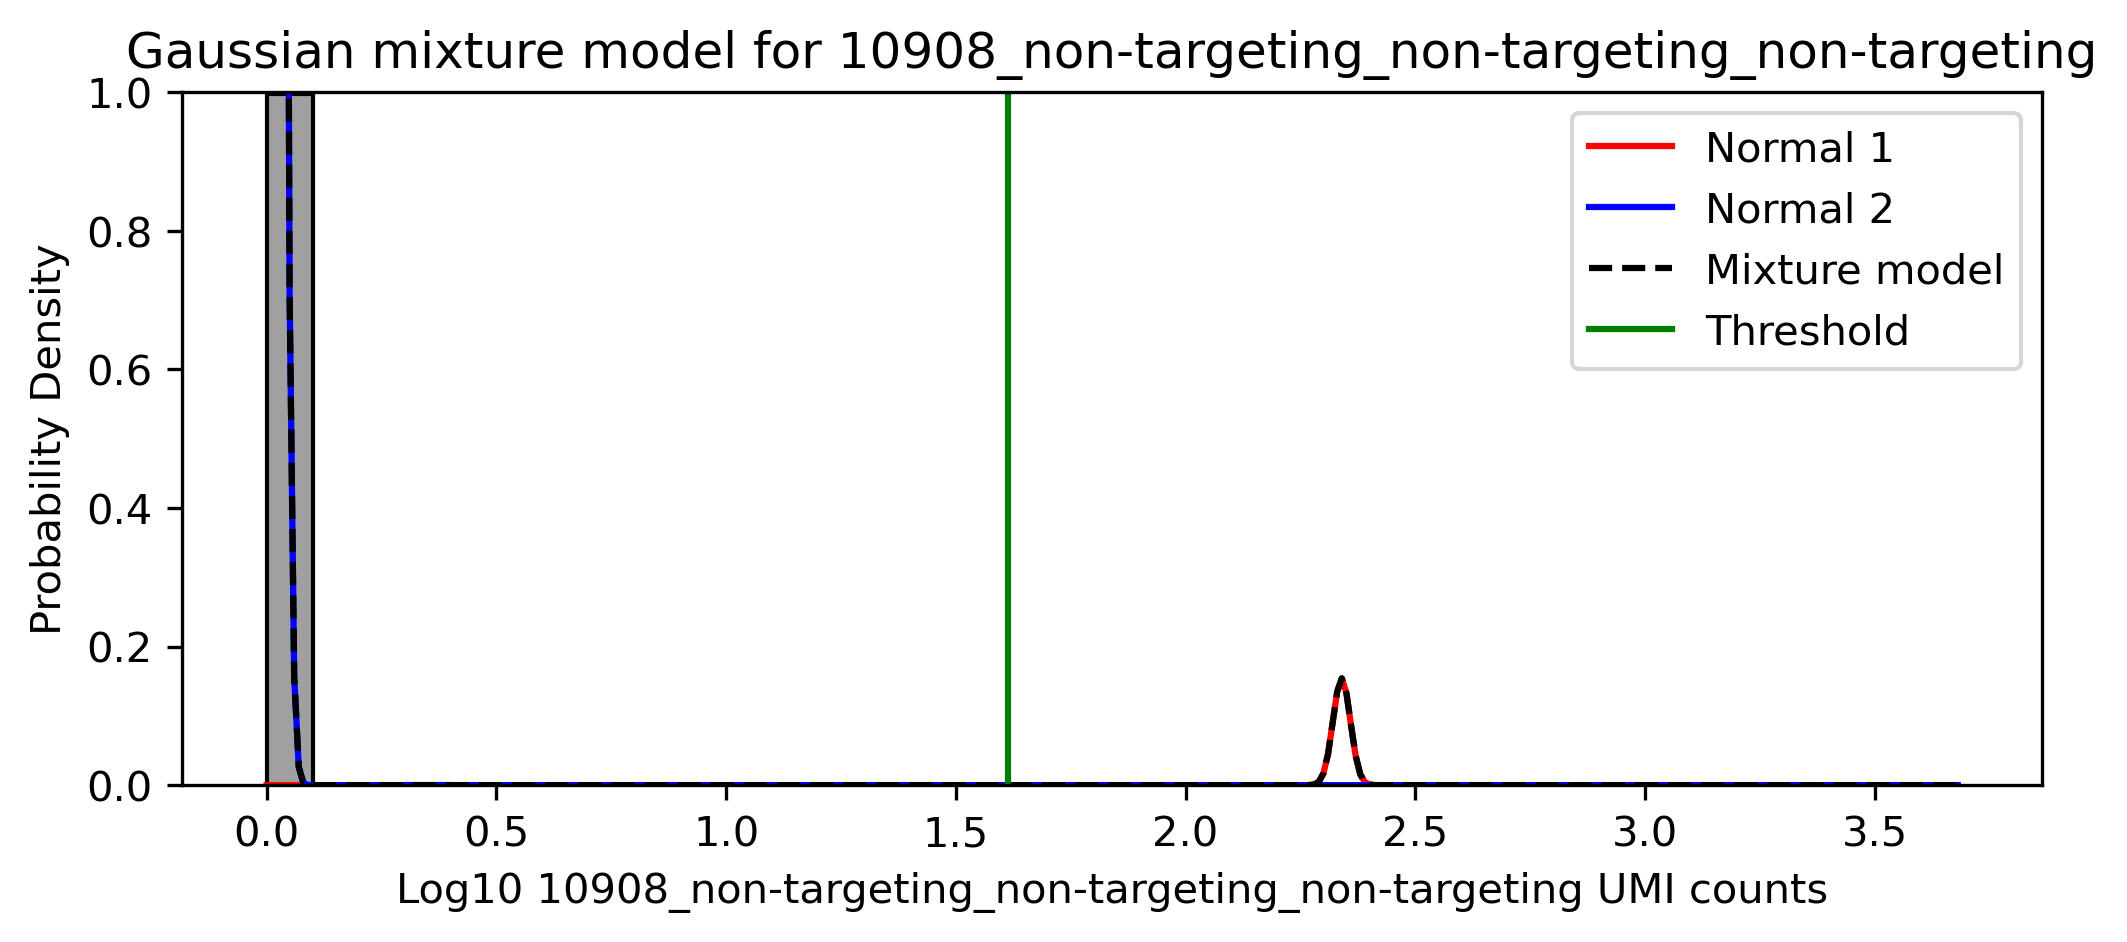 Gaussian mixture model for 10908_non-targeting_non-targeting_non-targeting
1.0
0.8
0.6
0.4
0.2
0.0
Probability Density
Normal 1
Normal 2
Mixture model
Threshold
0.0 0.5 1.0 1.5 2.0 2.5 3.0 3.5
Log10 10908_non-targeting_non-targeting_non-targeting UMI counts